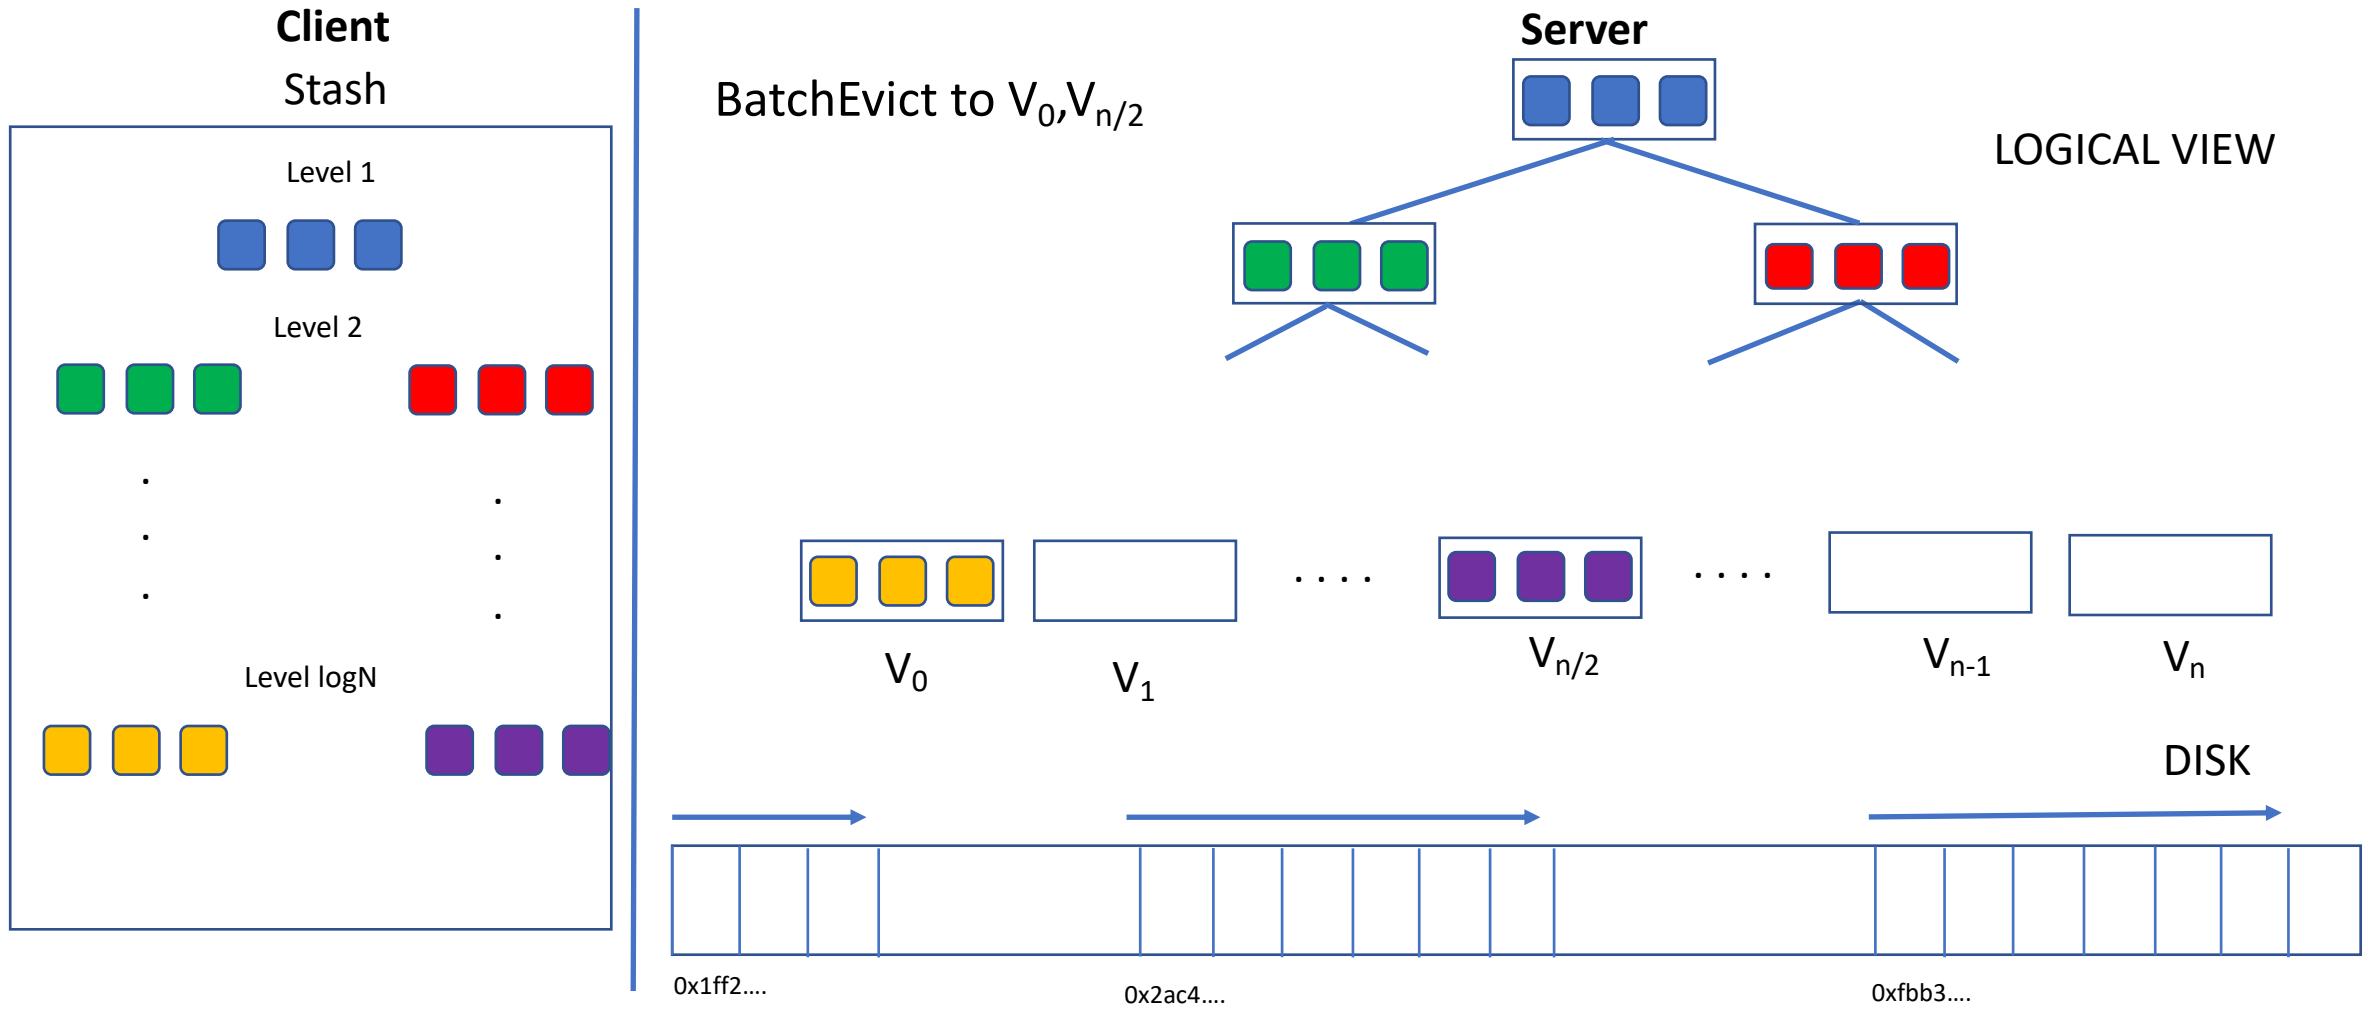 Client
Stash
Level 1
Level 2
.
.
.
.
.
.
Level logN
Server
BatchEvict to V0,Vn/2
LOGICAL VIEW
. . . .
. . . .
V0
V1
Vn/2
Vn-1
Vn
DISK
0x1ff2....
0x2ac4....
0xfbb3....